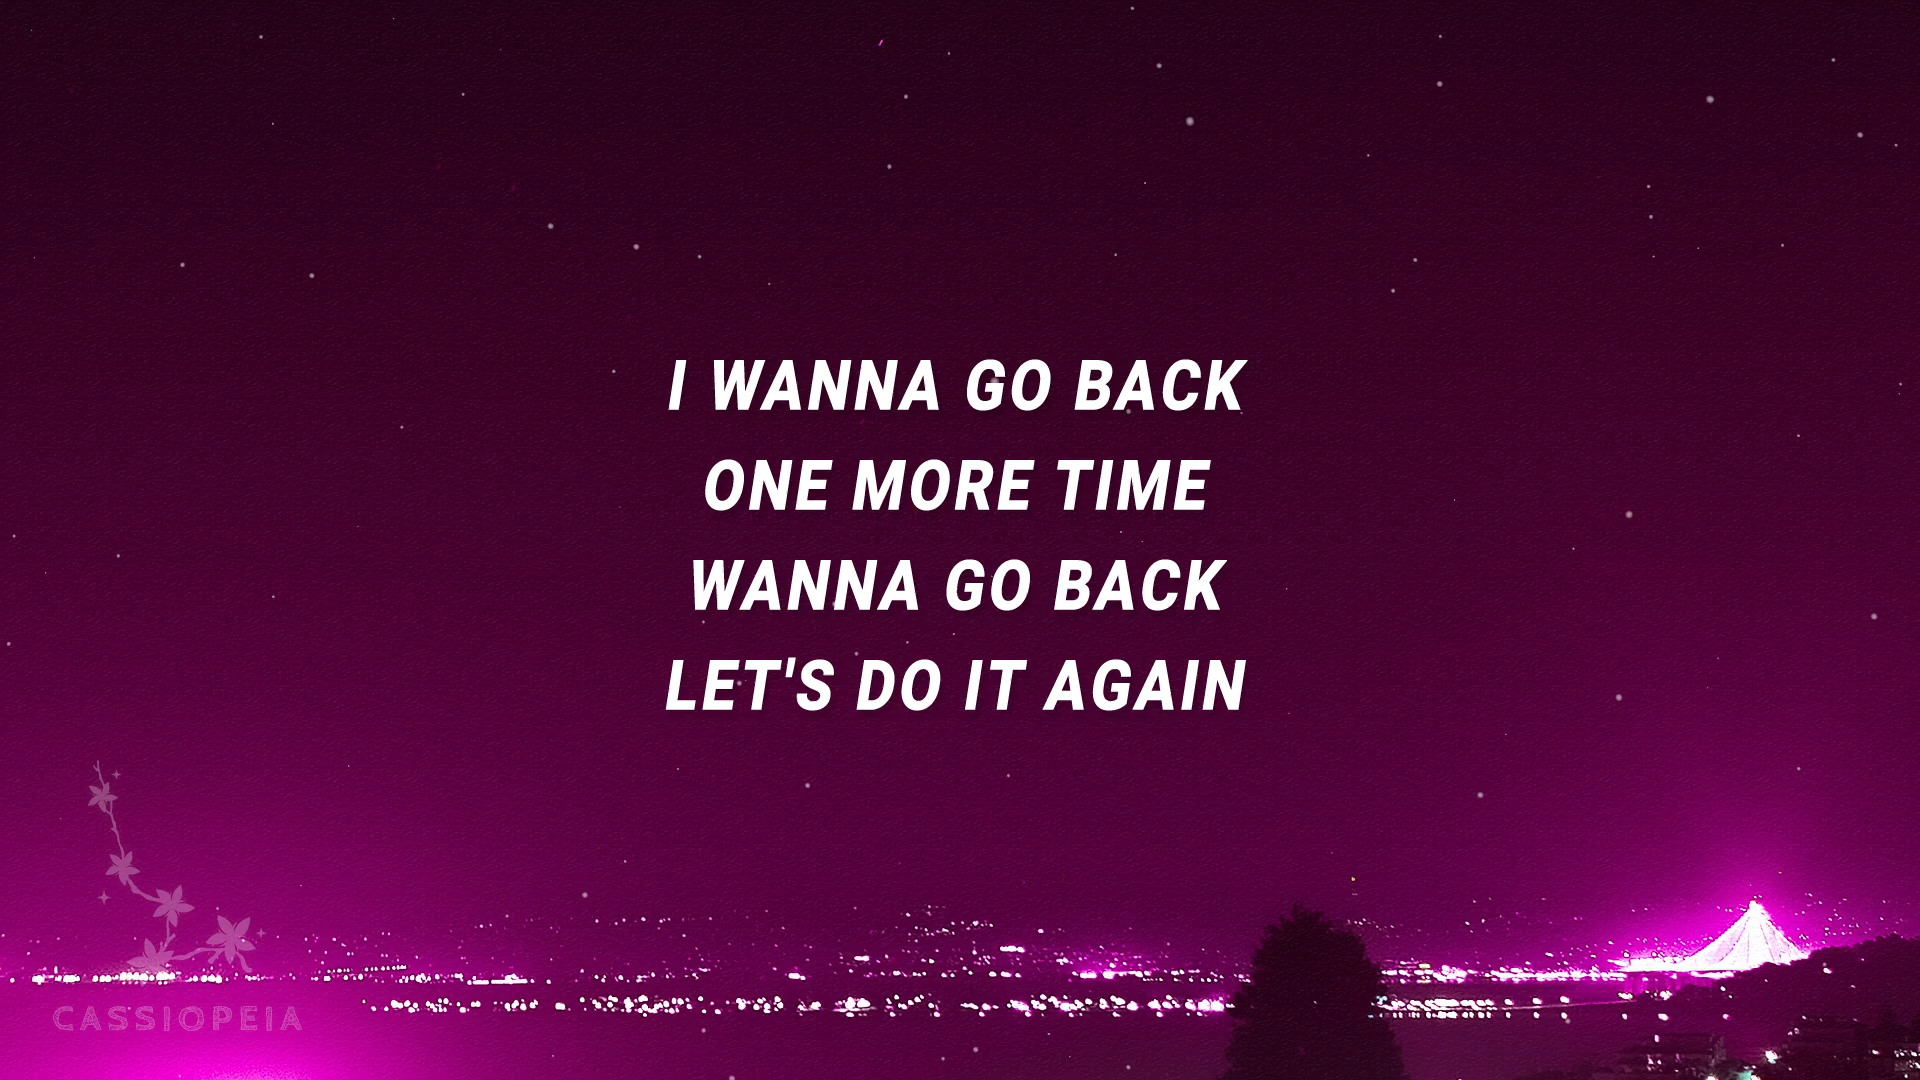 I WANNA GO BACK
ONE MORE TIME
WANNA GO BACK
LET'S DO IT AGAIN
CASSIOPEIA